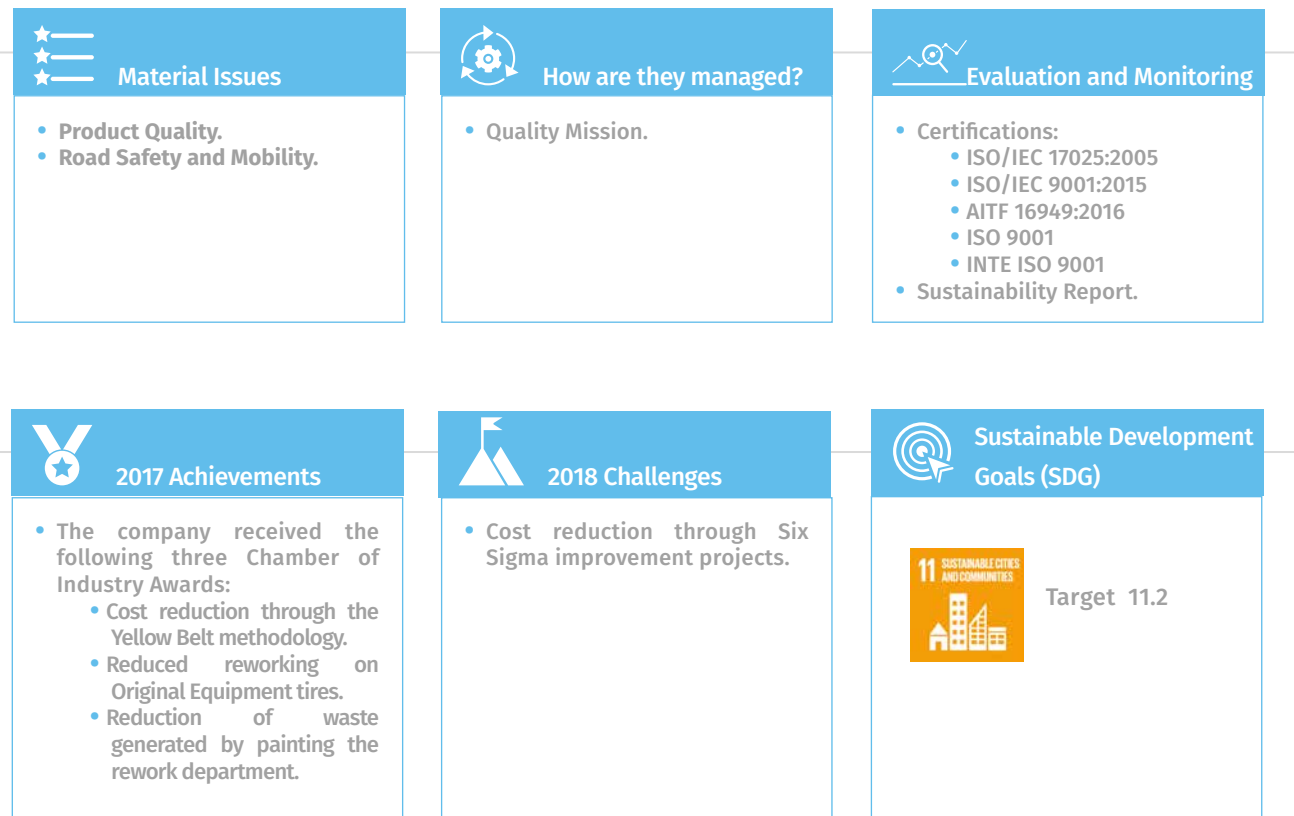 Material Issues
• Product Quality.
• Road Safety and Mobility.
How are they managed?
• Quality Mission.
Evaluation and Monitoring
• Certifications:
• ISO/IEC 17025:2005
• ISO/IEC 9001:2015
• AITF 16949:2016
• ISO 9001
• INTE ISO 9001
• Sustainability Report.
2017 Achievements
• The company received the
following three Chamber of
Industry Awards:
• Cost reduction through the
Yellow Belt methodology.
• Reduced reworking on
Original Equipment tires.
• Reduction of waste
generated by painting the
rework department.
2018 Challenges
• Cost reduction through Six
Sigma improvement projects.
Sustainable Development
Goals (SDG)
11 SUSTAINABLE CITIES
AND COMMUNITIES
Target 11.2